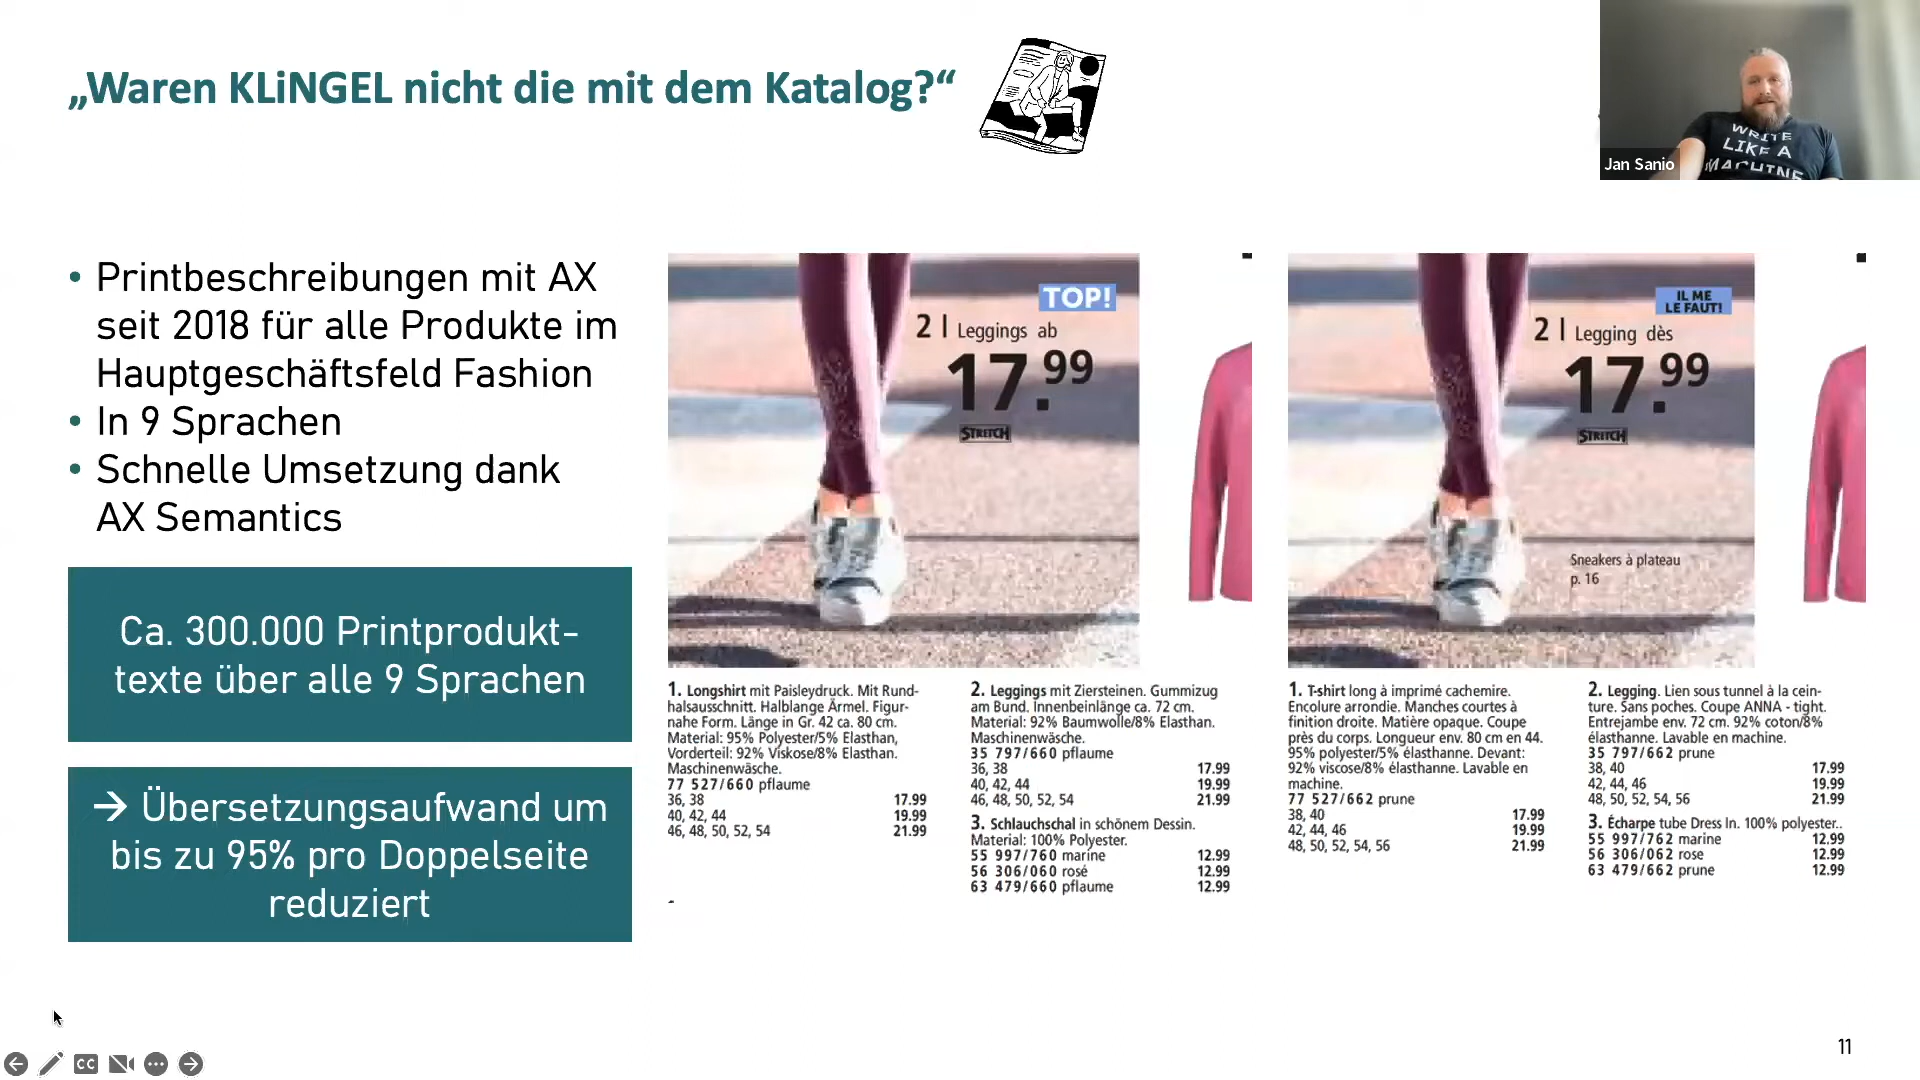 „Waren KLiNGEL nicht die mit dem Katalog?“
WRITE
LIKE A
MACHINE
Jan Sanio
• Printbeschreibungen mit AX
seit 2018 für alle Produkte im
Hauptgeschäftsfeld Fashion
• In 9 Sprachen
• Schnelle Umsetzung dank
AX Semantics
Ca. 300.000 Printprodukt-
texte über alle 9 Sprachen
→ Übersetzungsaufwand um
bis zu 95% pro Doppelseite
reduziert
TOP!
2 | Leggings ab
17.99
STRETCH
1. Longshirt mit Paisleydruck. Mit Rund-
halsausschnitt. Halblange Ärmel. Figur-
nahe Form. Länge in Gr. 42 ca. 80 cm.
Material: 95% Polyester/5% Elasthan,
Vorderteil: 92% Viskose/8% Elasthan.
Maschinenwäsche.
77 527/660 pflaume
36, 38 17.99
40, 42, 44 19.99
46, 48, 50, 52, 54 21.99
2. Leggings mit Ziersteinen. Gummizug
am Bund. Innenbeinlänge ca. 72 cm.
Material: 92% Baumwolle/8% Elasthan.
Maschinenwäsche.
35 797/660 pflaume
36, 38 17.99
40, 42, 44 19.99
46, 48, 50, 52, 54 21.99
3. Schlauchschal in schönem Dessin.
Material: 100% Polyester.
55 997/760 marine 12.99
56 306/060 rosé 12.99
63 479/660 pflaume 12.99
IL ME
LE FAUT!
2 | Legging dès
17.99
STRETCH
Sneakers à plateau
p. 16
1. T-shirt long à imprimé cachemire.
Encolure arrondie. Manches courtes à
finition droite. Matière opaque. Coupe
près du corps. Longueur env. 80 cm en 44.
95% polyester/5% élasthanne. Devant:
92% viscose/8% élasthanne. Lavable en
machine.
77 527/662 prune
38, 40 17.99
42, 44, 46 19.99
48, 50, 52, 54, 56 21.99
2. Legging. Lien sous tunnel à la cein-
ture. Sans poches. Coupe ANNA - tight.
Entrejambe env. 72 cm. 92% coton/8%
élasthanne. Lavable en machine.
35 797/662 prune
38, 40 17.99
42, 44, 46 19.99
48, 50, 52, 54, 56 21.99
3. Écharpe tube Dress In. 100% polyester..
55 997/762 marine 12.99
56 306/062 rose 12.99
63 479/662 prune 12.99
CC
11